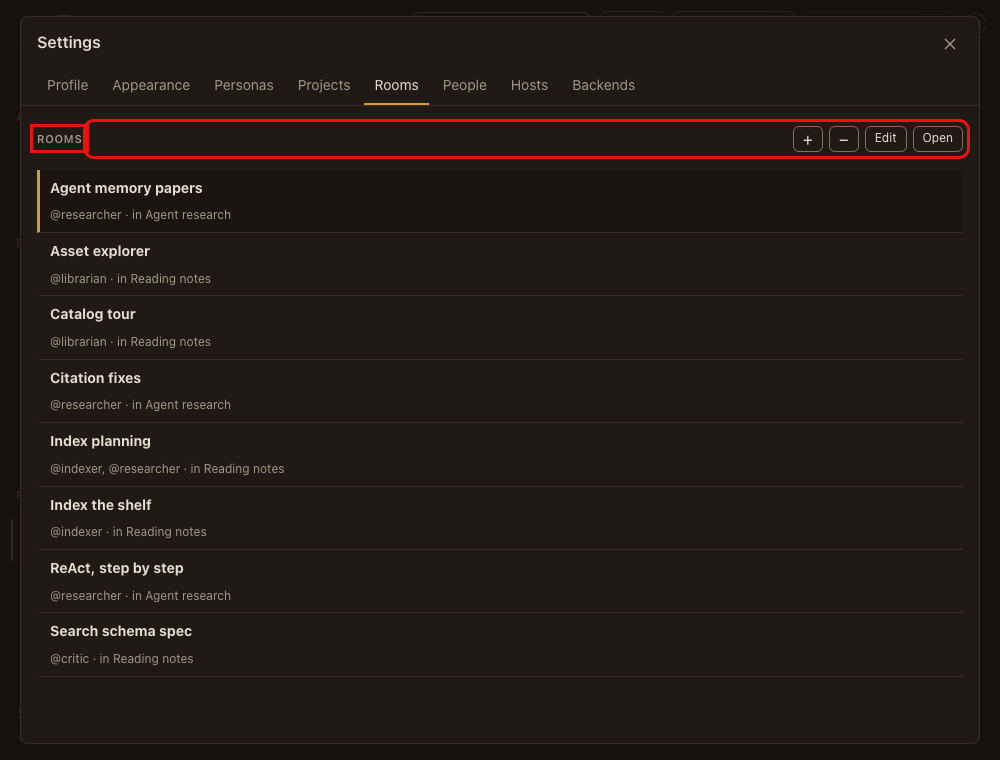 Settings
Profile Appearance Personas Projects Rooms People Hosts Backends
ROOMS + − Edit Open
Agent memory papers
@researcher · in Agent research
Asset explorer
@librarian · in Reading notes
Catalog tour
@librarian · in Reading notes
Citation fixes
@researcher · in Agent research
Index planning
@indexer, @researcher · in Reading notes
Index the shelf
@indexer · in Reading notes
ReAct, step by step
@researcher · in Agent research
Search schema spec
@critic · in Reading notes